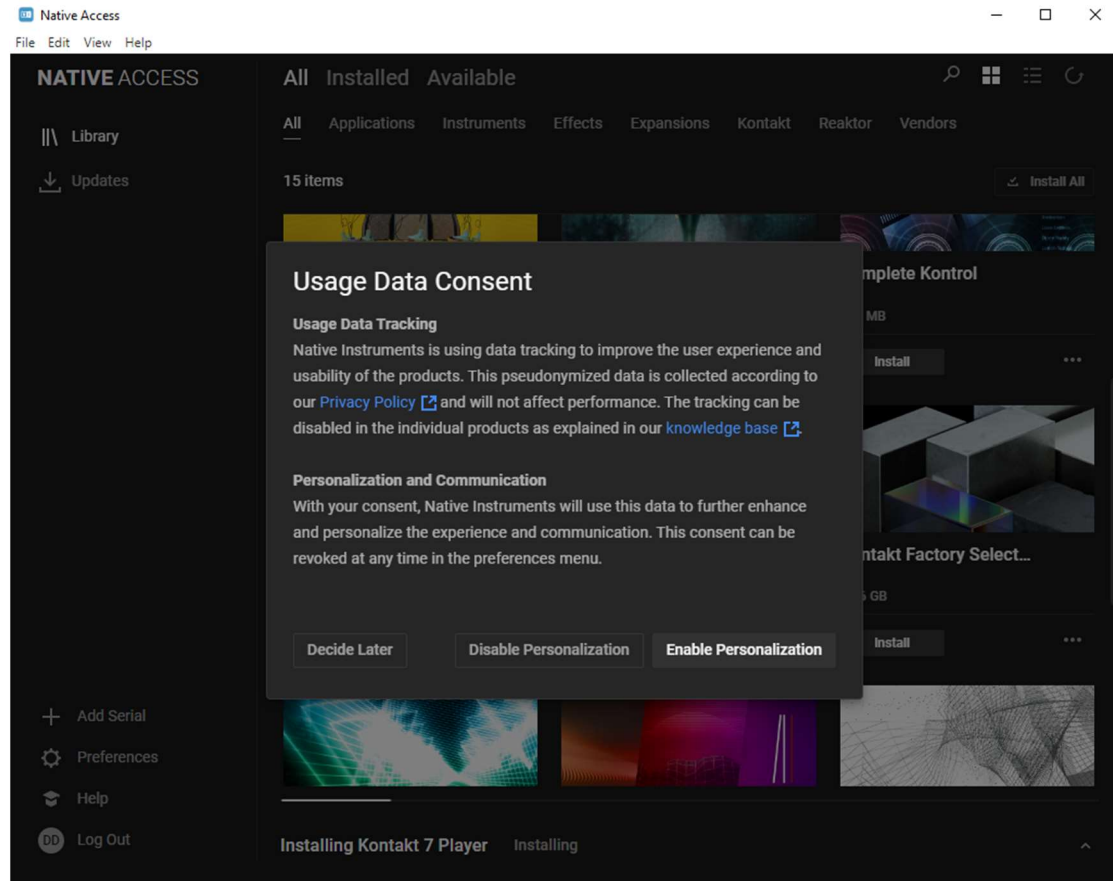 Native Access
File Edit View Help
NATIVE ACCESS
All Installed Available
Library
All Applications Instruments Effects Expansions Kontakt Reaktor Vendors
Updates
15 items
Install All
Usage Data Consent
mplete Kontrol
Usage Data Tracking
MB
Native Instruments is using data tracking to improve the user experience and
usability of the products. This pseudonymized data is collected according to
Install
our Privacy Policy and will not affect performance. The tracking can be
disabled in the individual products as explained in our knowledge base.
Personalization and Communication
With your consent, Native Instruments will use this data to further enhance
and personalize the experience and communication. This consent can be
revoked at any time in the preferences menu.
ntakt Factory Select...
GB
Decide Later Disable Personalization Enable Personalization
Install
Add Serial
Preferences
Help
DD Log Out
Installing Kontakt 7 Player Installing